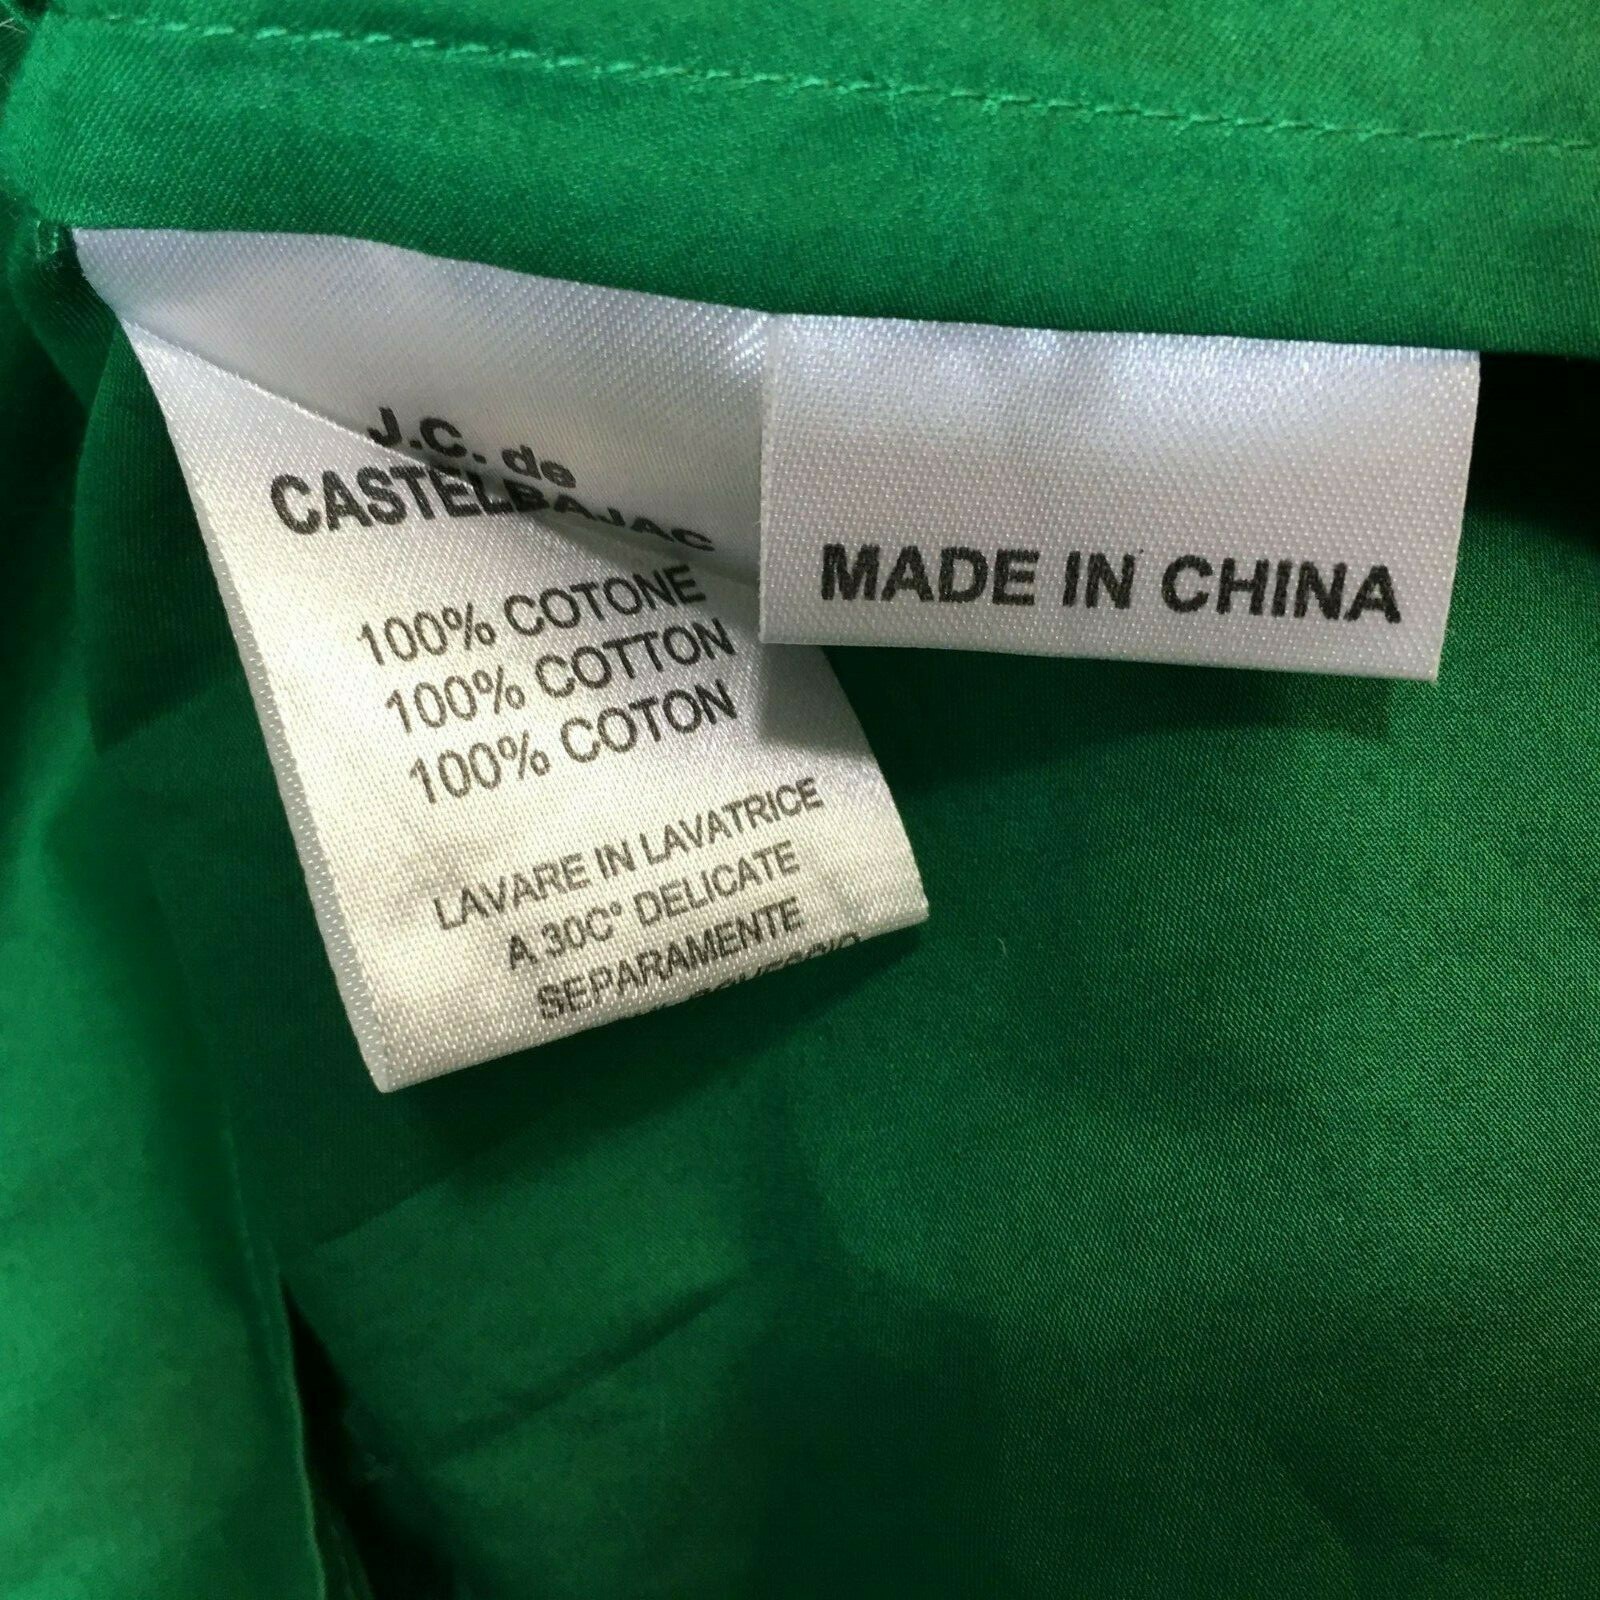 J.C. de
CASTELBAJAC
100% COTONE
100% COTTON
100% COTON
LAVARE IN LAVATRICE
A 30C° DELICATE
SEPARAMENTE
MADE IN CHINA